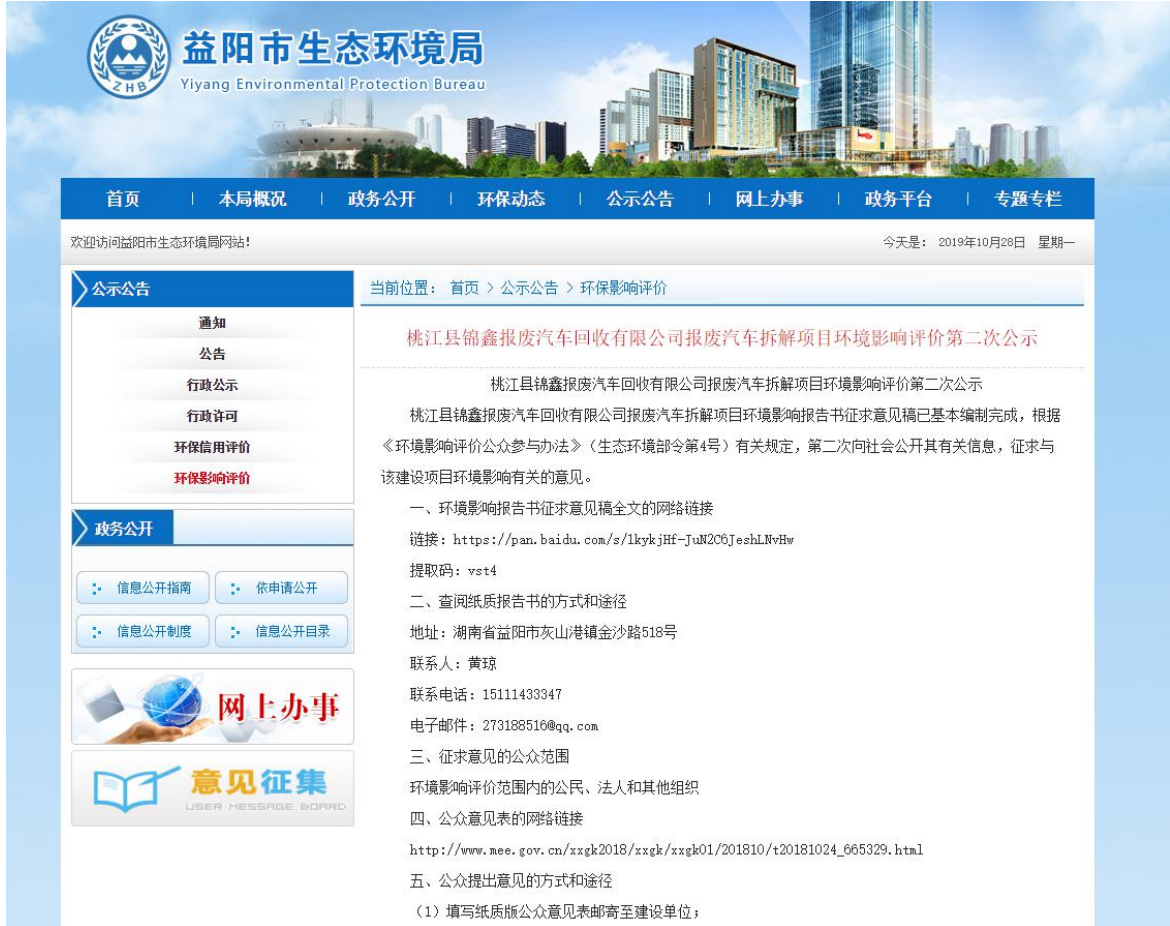 益阳市生态环境局
Yiyang Environmental Protection Bureau
ZHB
首页
本局概况
政务公开
环保动态
公示公告
网上办事
政务平台
专题专栏
欢迎访问益阳市生态环境局网站!
今天是: 2019年10月28日 星期一
公示公告
通知
公告
行政公示
行政许可
环保信用评价
环保影响评价
政务公开
信息公开指南
依申请公开
信息公开制度
信息公开目录
网上办事
意见征集
USER MESSAGE BOARD
当前位置: 首页 > 公示公告 > 环保影响评价
桃江县锦鑫报废汽车回收有限公司报废汽车拆解项目环境影响评价第二次公示
桃江县锦鑫报废汽车回收有限公司报废汽车拆解项目环境影响评价第二次公示
桃江县锦鑫报废汽车回收有限公司报废汽车拆解项目环境影响报告书征求意见稿已基本编制完成，根据
《环境影响评价公众参与办法》（生态环境部令第4号）有关规定，第二次向社会公开其有关信息，征求与
该建设项目环境影响有关的意见。
一、环境影响报告书征求意见稿全文的网络链接
链接：https://pan.baidu.com/s/1kykjHf-JuN2C6JeshLNvHw
提取码：vst4
二、查阅纸质报告书的方式和途径
地址：湖南省益阳市灰山港镇金沙路518号
联系人：黄琼
联系电话：15111433347
电子邮件：273188516@qq.com
三、征求意见的公众范围
环境影响评价范围内的公民、法人和其他组织
四、公众意见表的网络链接
http://www.mee.gov.cn/xxgk2018/xxgk/xxgk01/201810/t20181024_665329.html
五、公众提出意见的方式和途径
（1）填写纸质版公众意见表邮寄至建设单位；